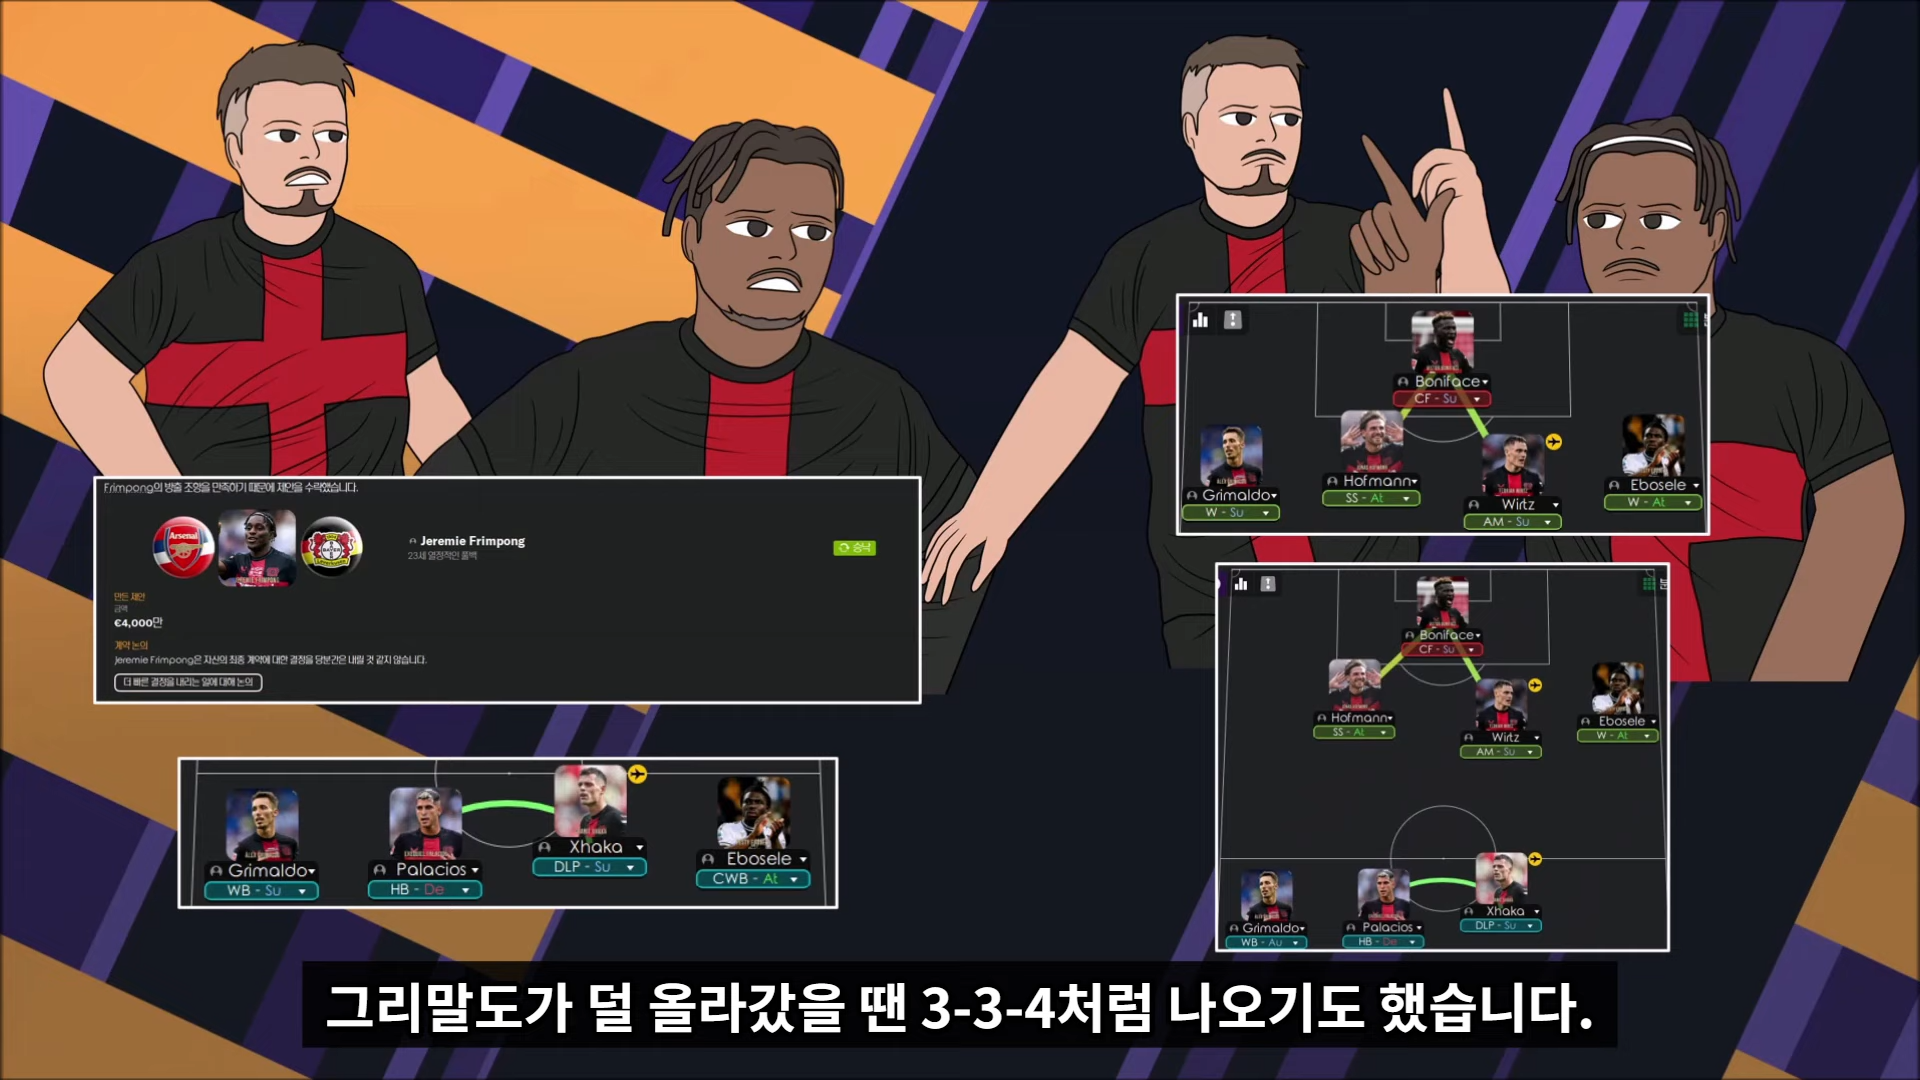 Frimpong의 방출 조항을 만족하기 때문에 제안을 수락했습니다.
Arsenal
Jeremie Frimpong
23세 열정적인 풀백
승낙
만든 제안
금액
€4,000만
계약 논의
Jeremie Frimpong은 자신의 최종 계약에 대한 결정을 당분간은 내릴 것 같지 않습니다.
더 빠른 결정을 내리는 일에 대해 논의
Grimaldo
WB - Su
Palacios
HB - De
Xhaka
DLP - Su
Ebosele
CWB - At
Boniface
CF - Su
Grimaldo
W - Su
Hofmann
SS - At
Wirtz
AM - Su
Ebosele
W - At
Boniface
CF - Su
Hofmann
SS - At
Wirtz
AM - Su
Ebosele
W - At
Grimaldo
WB - Au
Palacios
HB - De
Xhaka
DLP - Su
그리말도가 덜 올라갔을 땐 3-3-4처럼 나오기도 했습니다.